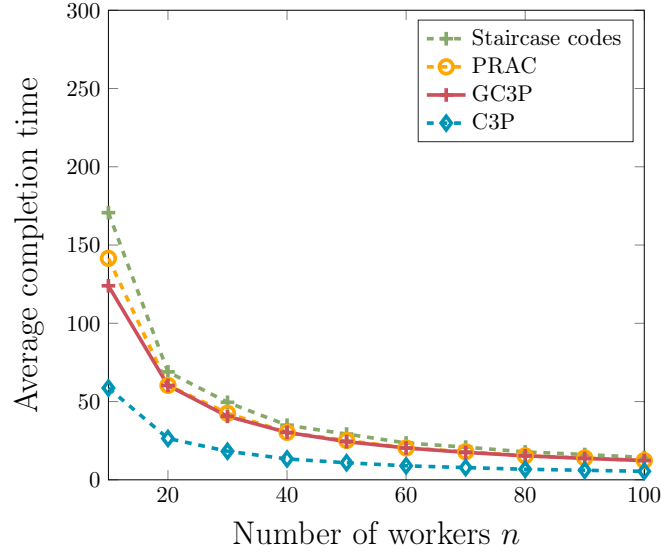 300
250
200
150
100
50
0
20
40
60
80
100
Average completion time
Number of workers n
Staircase codes
PRAC
GC3P
C3P